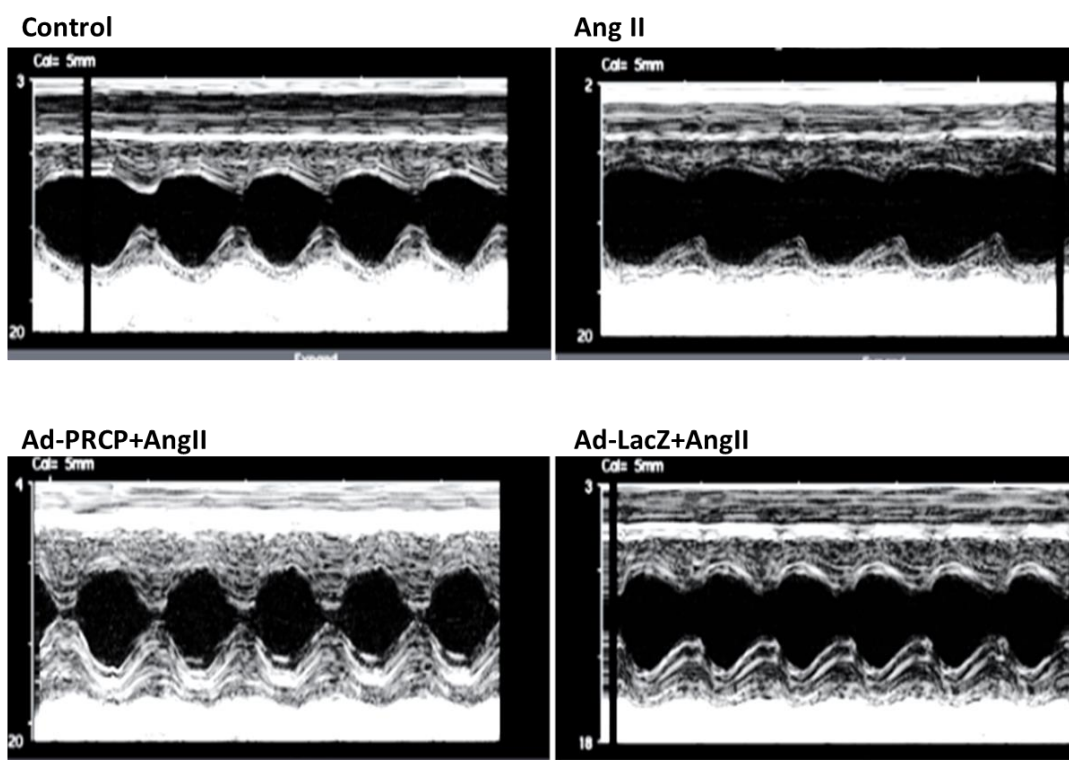 Control
Cal= 5mm
3
20
Expand
Ang II
Cal= 5mm
2
20
Ad-PRCP+AngII
Cal= 5mm
4
20
Ad-LacZ+AngII
Cal= 5mm
3
18